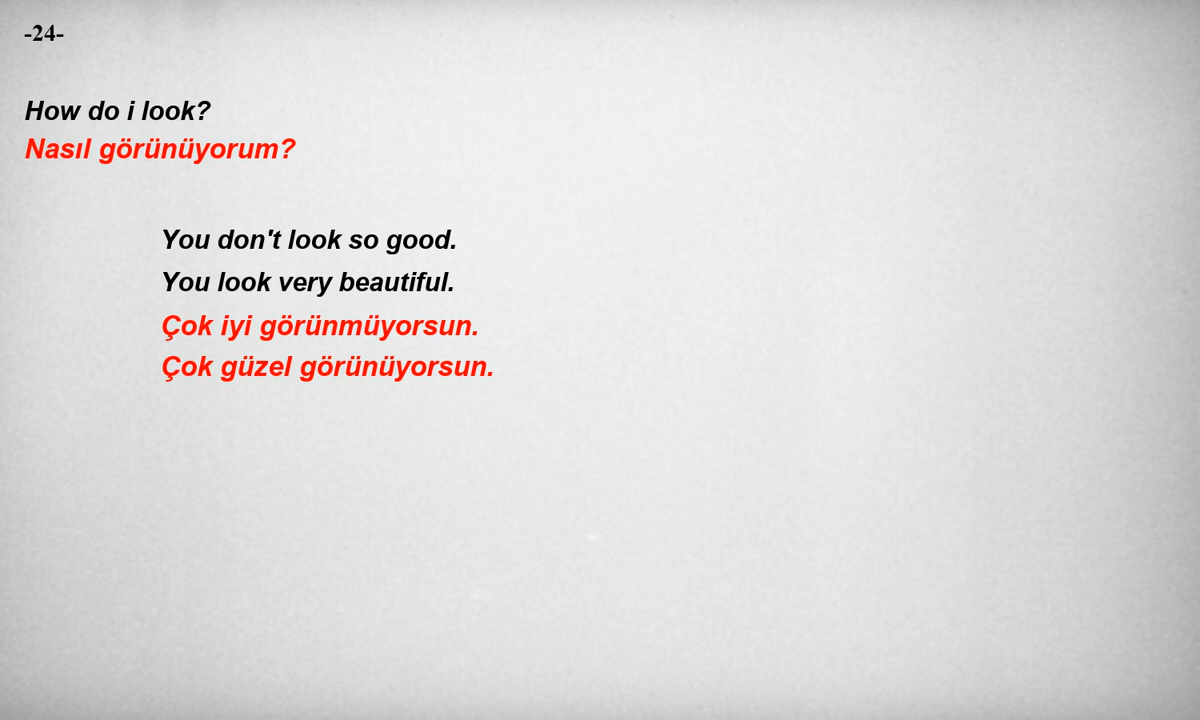 -24-
How do i look?
Nasıl görünüyorum?
You don't look so good.
You look very beautiful.
Çok iyi görünmüyorsun.
Çok güzel görünüyorsun.